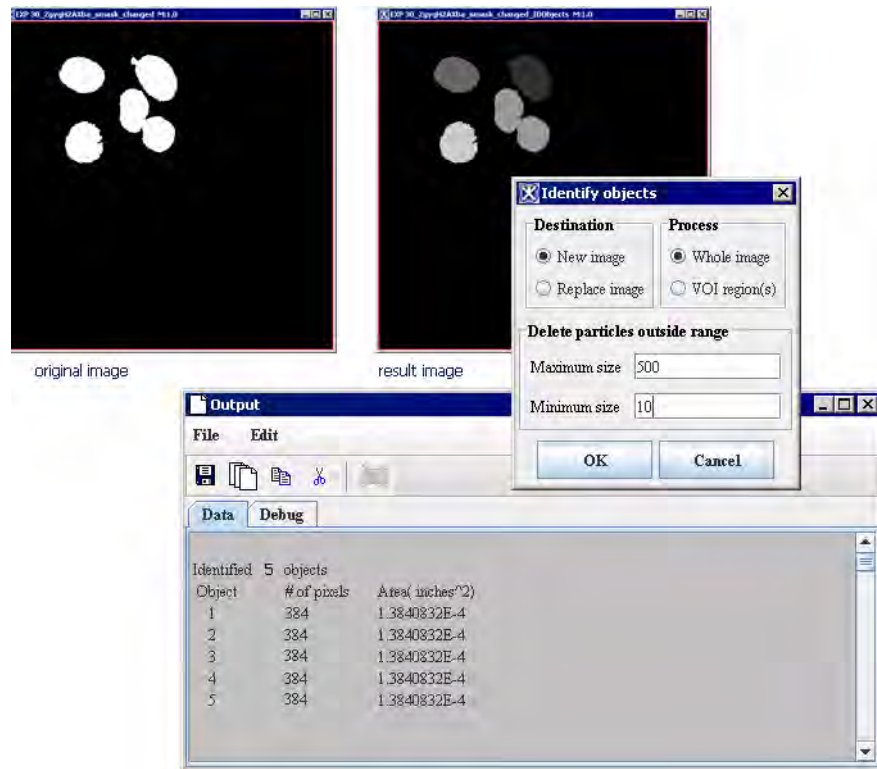 original image
result image
Identify objects
Destination
New image
Replace image
Process
Whole image
VOI region(s)
Delete particles outside range
Maximum size 500
Minimum size 10
OK Cancel
Output
File Edit
Data Debug
Identified 5 objects
Object # of pixels Area( inches^2)
1 384 1.3840832E-4
2 384 1.3840832E-4
3 384 1.3840832E-4
4 384 1.3840832E-4
5 384 1.3840832E-4